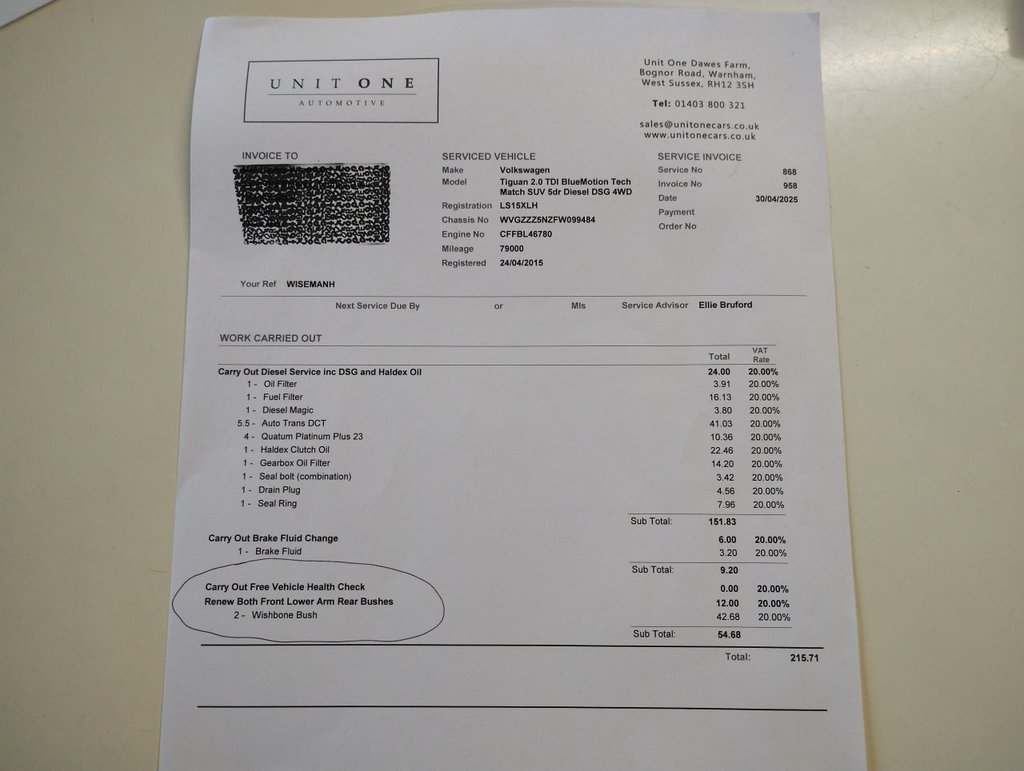 UNIT ONE
AUTOMOTIVE
Unit One Dawes Farm,
Bognor Road, Warnham,
West Sussex, RH12 3SH
Tel: 01403 800 321
sales@unitonecars.co.uk
www.unitonecars.co.uk
INVOICE TO
SERVICED VEHICLE
Make Volkswagen
Model Tiguan 2.0 TDI BlueMotion Tech
Match SUV 5dr Diesel DSG 4WD
Registration LS15XLH
Chassis No WVGZZZ5NZFW099484
Engine No CFFBL46780
Mileage 79000
Registered 24/04/2015
SERVICE INVOICE
Service No 868
Invoice No 958
Date 30/04/2025
Payment
Order No
Your Ref WISEMANH
Next Service Due By or Mls Service Advisor Ellie Bruford
WORK CARRIED OUT
Total VAT Rate
Carry Out Diesel Service inc DSG and Haldex Oil 24.00 20.00%
1 - Oil Filter 3.91 20.00%
1 - Fuel Filter 16.13 20.00%
1 - Diesel Magic 3.80 20.00%
5.5 - Auto Trans DCT 41.03 20.00%
4 - Quatum Platinum Plus 23 10.36 20.00%
1 - Haldex Clutch Oil 22.46 20.00%
1 - Gearbox Oil Filter 14.20 20.00%
1 - Seal bolt (combination) 3.42 20.00%
1 - Drain Plug 4.56 20.00%
1 - Seal Ring 7.96 20.00%
Sub Total: 151.83
Carry Out Brake Fluid Change 6.00 20.00%
1 - Brake Fluid 3.20 20.00%
Sub Total: 9.20
Carry Out Free Vehicle Health Check 0.00 20.00%
Renew Both Front Lower Arm Rear Bushes 12.00 20.00%
2 - Wishbone Bush 42.68 20.00%
Sub Total: 54.68
Total: 215.71